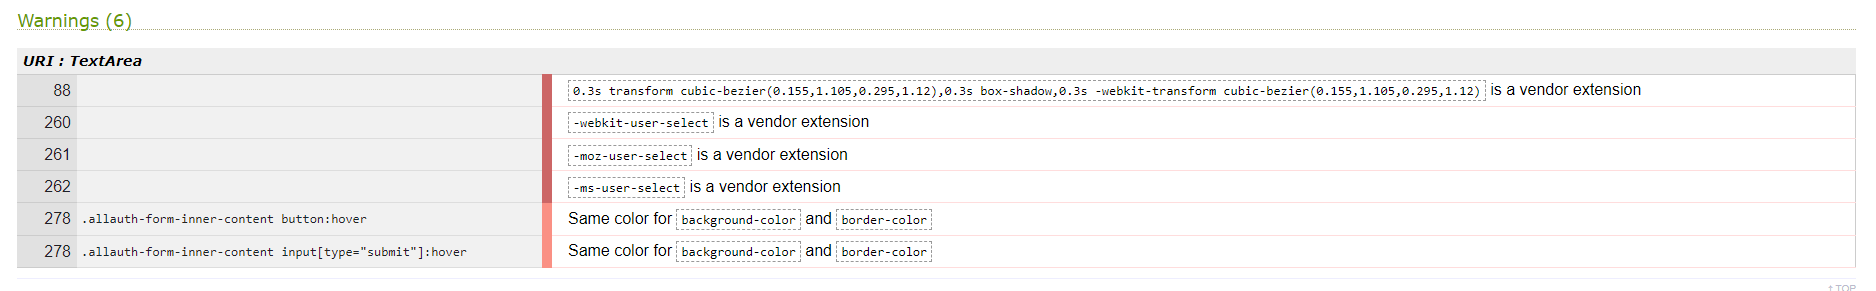 Warnings (6)
URI : TextArea
88 0.3s transform cubic-bezier(0.155,1.105,0.295,1.12),0.3s box-shadow,0.3s -webkit-transform cubic-bezier(0.155,1.105,0.295,1.12) is a vendor extension
260 -webkit-user-select is a vendor extension
261 -moz-user-select is a vendor extension
262 -ms-user-select is a vendor extension
278 .allauth-form-inner-content button:hover Same color for background-color and border-color
278 .allauth-form-inner-content input[type="submit"]:hover Same color for background-color and border-color
↑ TOP